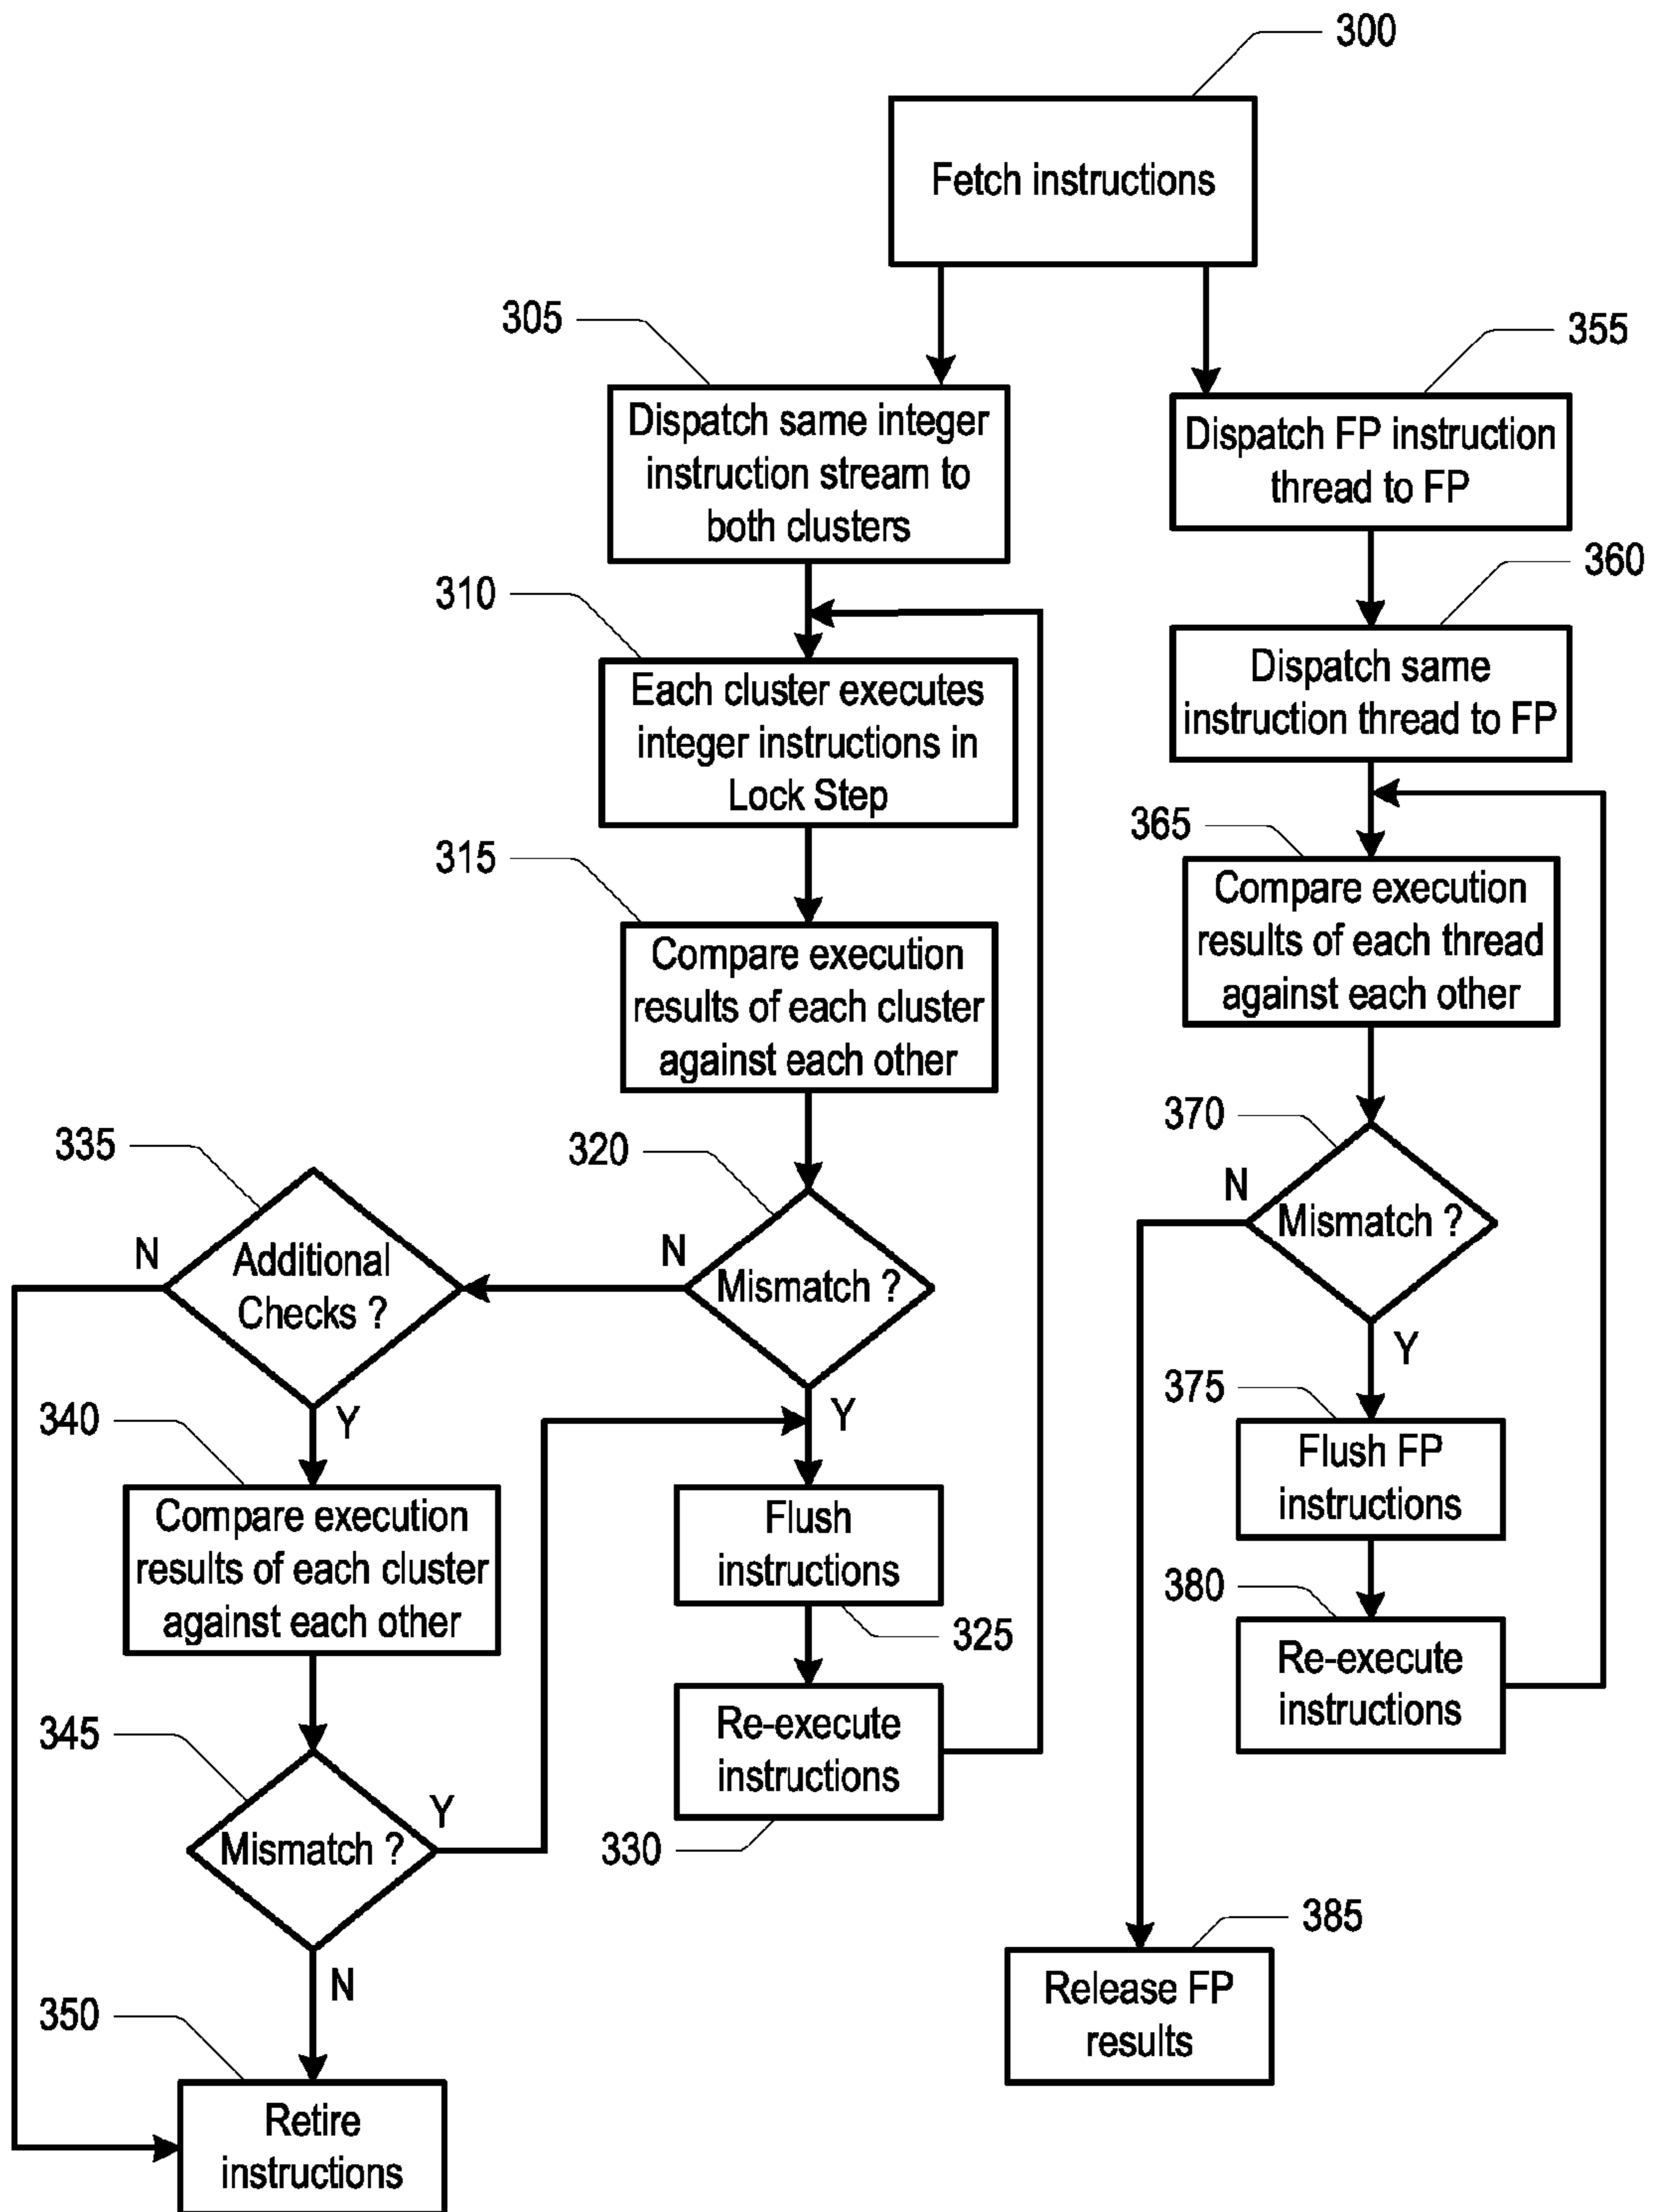 300
Fetch instructions
305
Dispatch same integer
instruction stream to
both clusters
355
Dispatch FP instruction
thread to FP
310
Each cluster executes
integer instructions in
Lock Step
360
Dispatch same
instruction thread to FP
315
Compare execution
results of each cluster
against each other
365
Compare execution
results of each thread
against each other
320
Mismatch ?
N
Y
370
Mismatch ?
N
Y
335
Additional
Checks ?
N
Y
340
Compare execution
results of each cluster
against each other
Flush
instructions
325
375
Flush FP
instructions
Re-execute
instructions
330
380
Re-execute
instructions
345
Mismatch ?
Y
N
385
Release FP
results
350
Retire
instructions